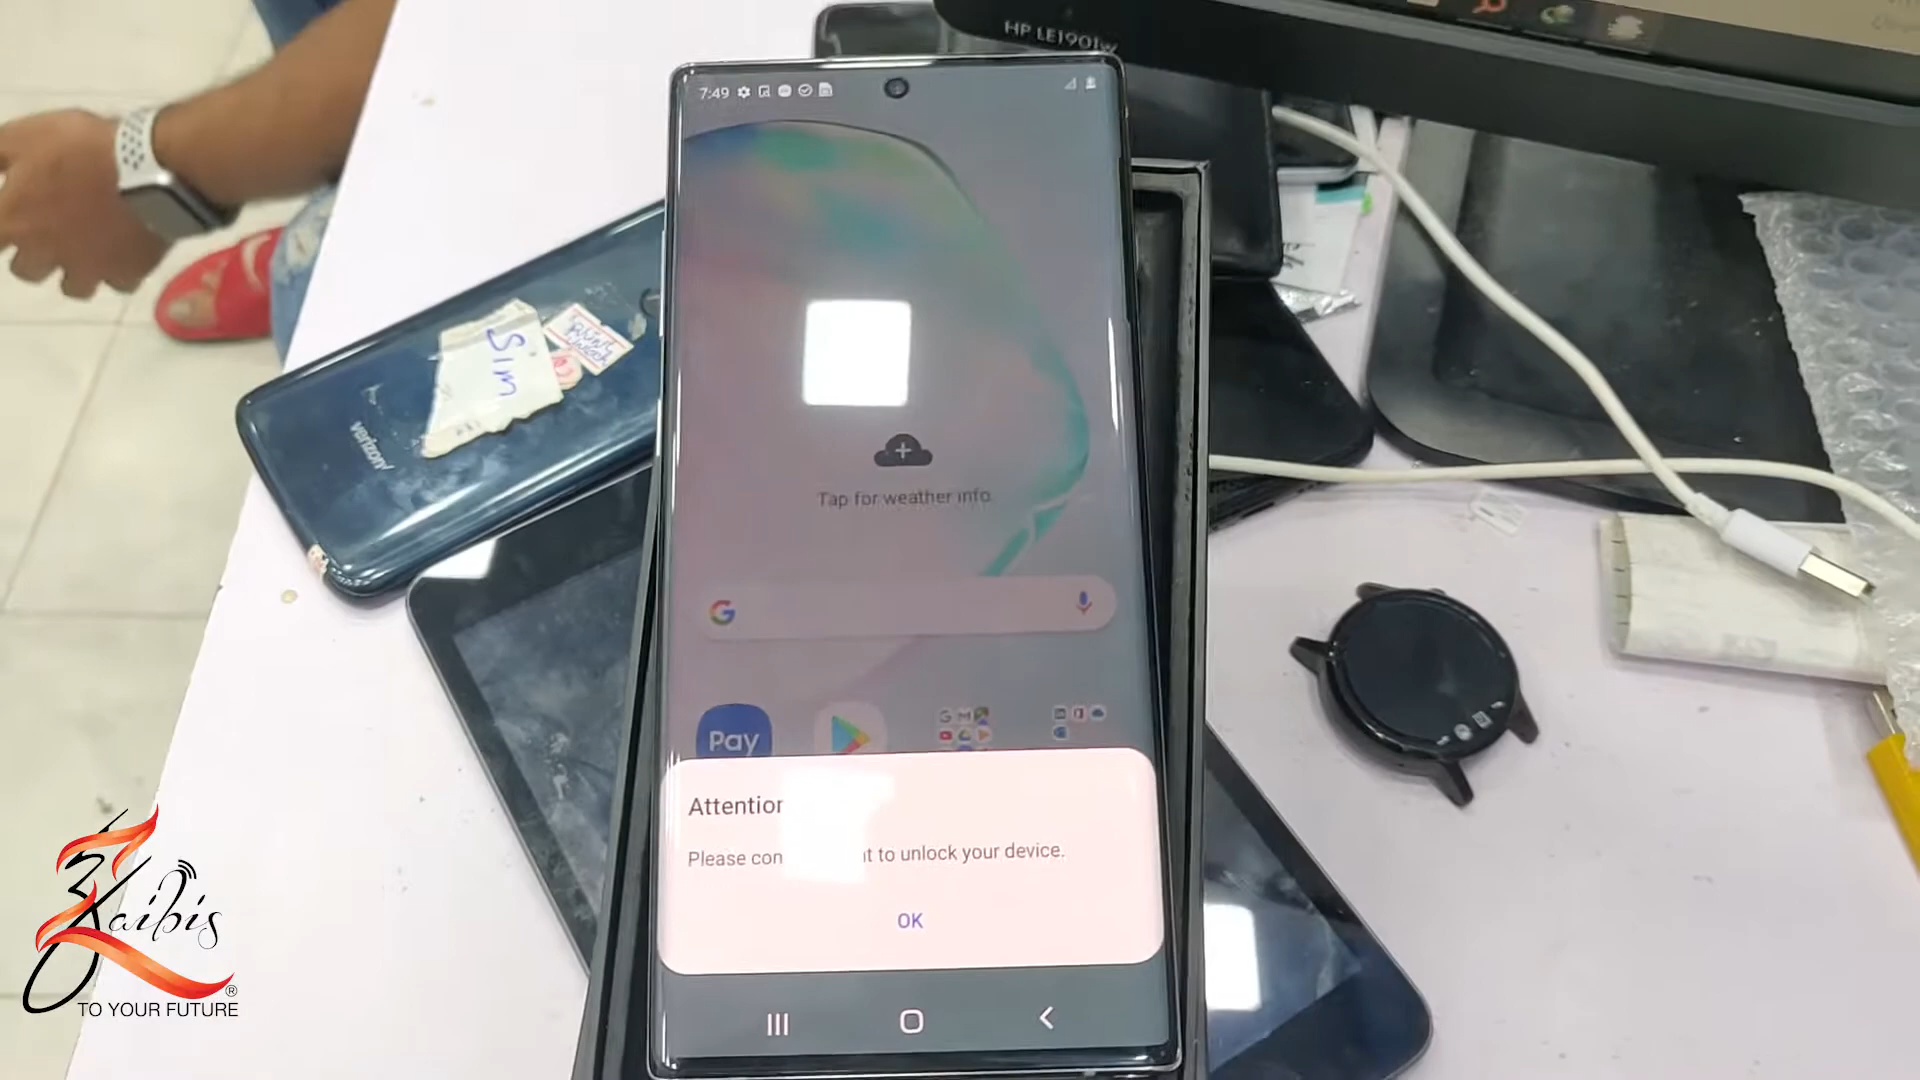 HP LE1901w
7:49
sim
verizon
Tap for weather info
G
Pay
Attention
Please con t to unlock your device.
OK
Zkaibis
TO YOUR FUTURE